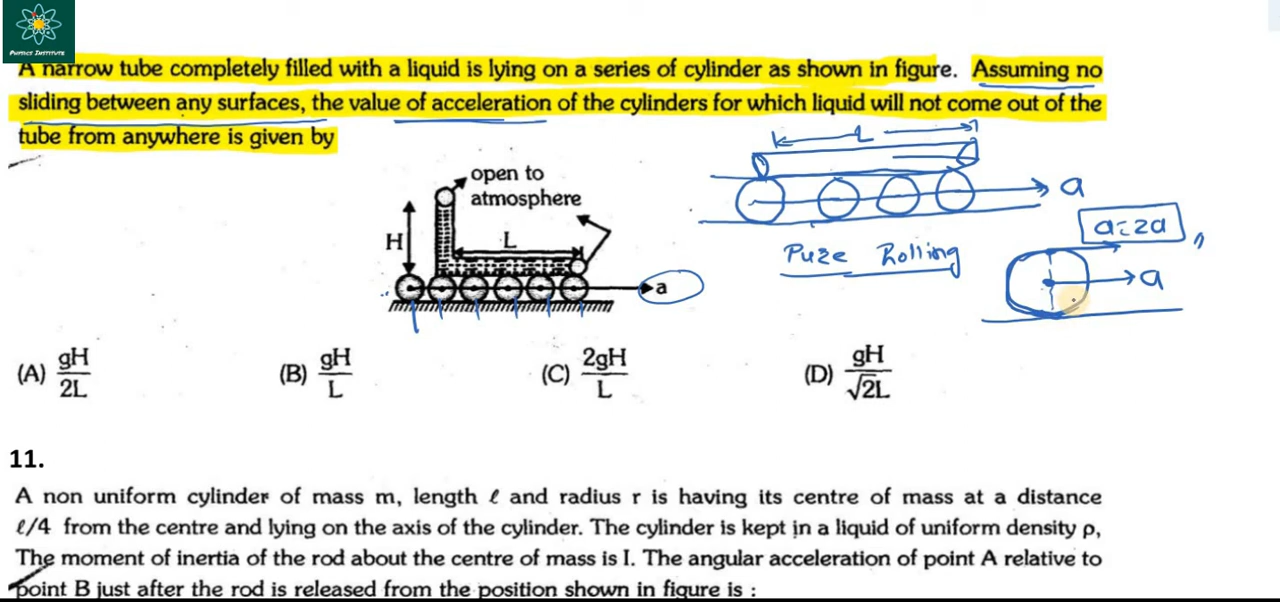 PHYSICS INSTITUTE
A narrow tube completely filled with a liquid is lying on a series of cylinder as shown in figure. Assuming no
sliding between any surfaces, the value of acceleration of the cylinders for which liquid will not come out of the
tube from anywhere is given by
L
a
open to
atmosphere
H
L
a
a=2a
Pure Rolling
a
(A) gH/2L
(B) gH/L
(C) 2gH/L
(D) gH/√2L
11.
A non uniform cylinder of mass m, length ℓ and radius r is having its centre of mass at a distance
ℓ/4 from the centre and lying on the axis of the cylinder. The cylinder is kept in a liquid of uniform density ρ,
The moment of inertia of the rod about the centre of mass is I. The angular acceleration of point A relative to
point B just after the rod is released from the position shown in figure is :